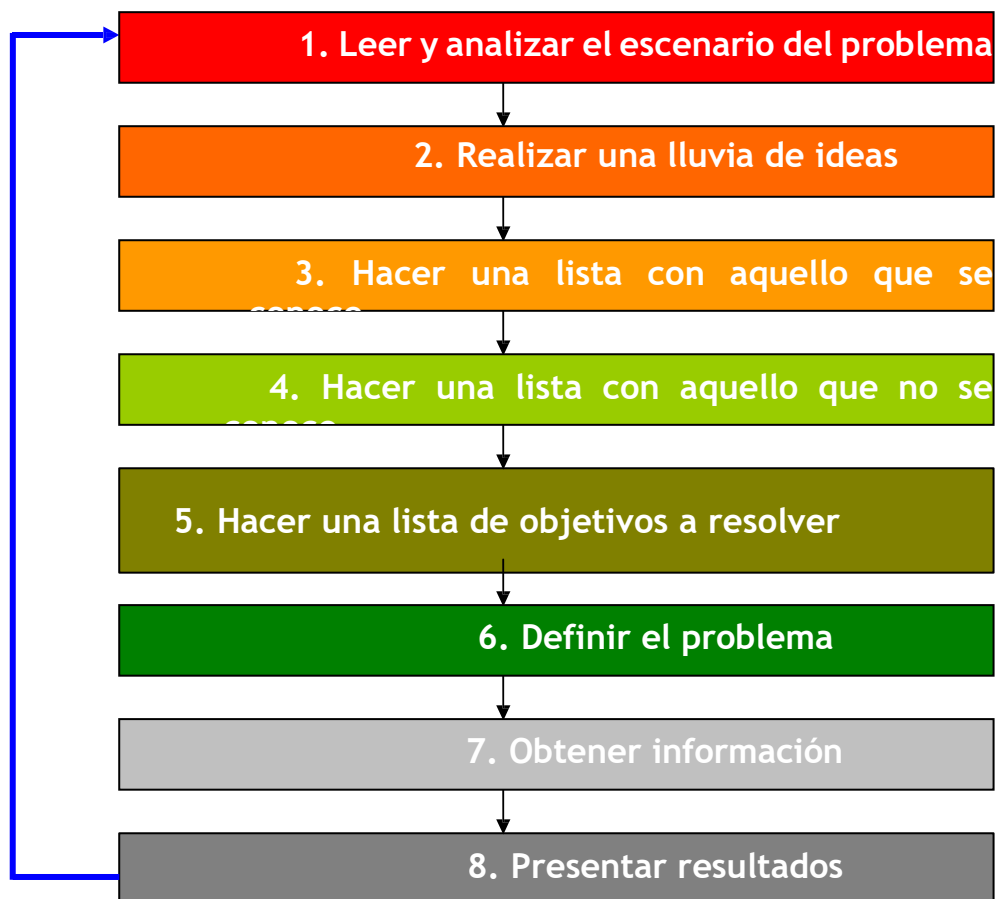 1. Leer y analizar el escenario del problema
2. Realizar una lluvia de ideas
3. Hacer una lista con aquello que se
4. Hacer una lista con aquello que no se
5. Hacer una lista de objetivos a resolver
6. Definir el problema
7. Obtener información
8. Presentar resultados